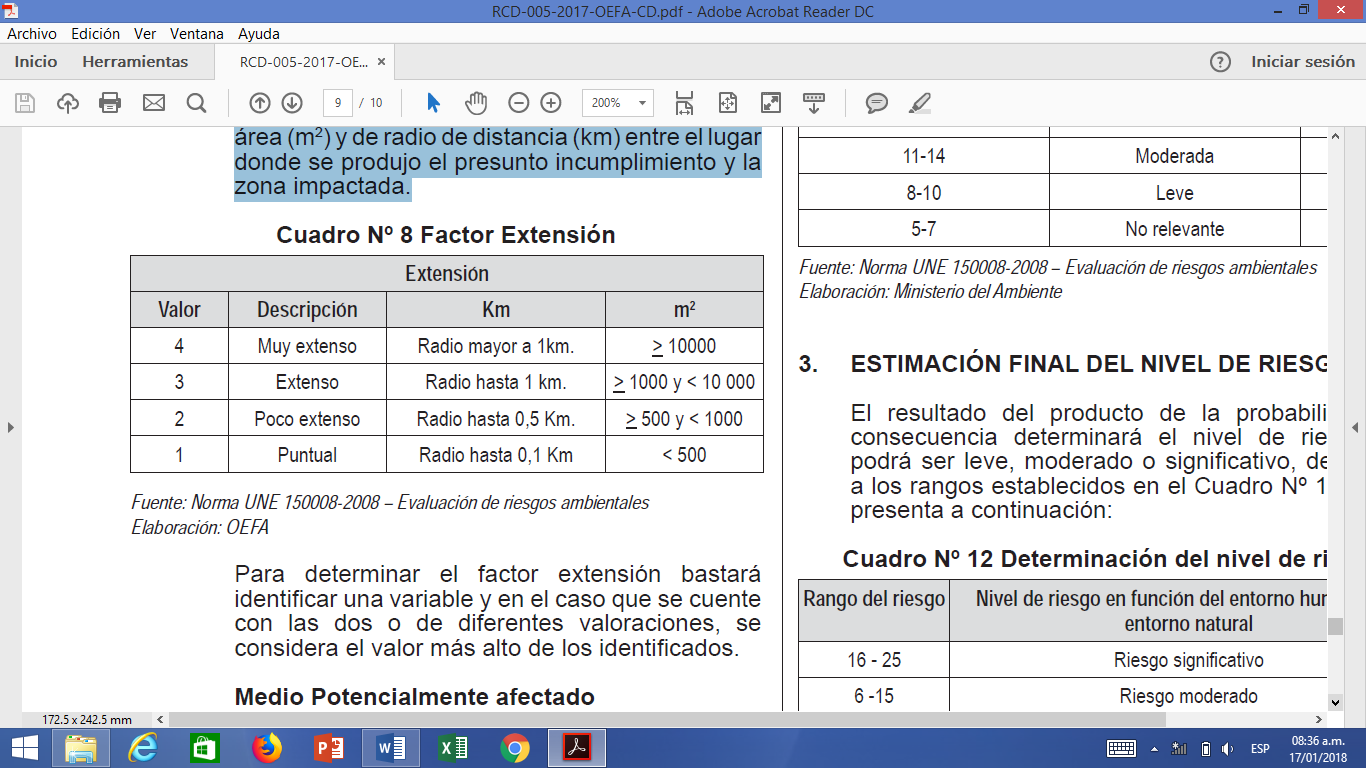 RCD-005-2017-OEFA-CD.pdf - Adobe Acrobat Reader DC
Archivo Edición Ver Ventana Ayuda
Inicio Herramientas RCD-005-2017-OE... × Iniciar sesión
9 / 10 200%
área (m²) y de radio de distancia (km) entre el lugar
donde se produjo el presunto incumplimiento y la
zona impactada.
Cuadro Nº 8 Factor Extensión
Extensión
Valor Descripción Km m²
4 Muy extenso Radio mayor a 1km. ≥ 10000
3 Extenso Radio hasta 1 km. ≥ 1000 y < 10 000
2 Poco extenso Radio hasta 0,5 Km. ≥ 500 y < 1000
1 Puntual Radio hasta 0,1 Km < 500
Fuente: Norma UNE 150008-2008 – Evaluación de riesgos ambientales
Elaboración: OEFA
Para determinar el factor extensión bastará
identificar una variable y en el caso que se cuente
con las dos o de diferentes valoraciones, se
considera el valor más alto de los identificados.
Medio Potencialmente afectado
11-14 Moderada
8-10 Leve
5-7 No relevante
Fuente: Norma UNE 150008-2008 – Evaluación de riesgos ambientales
Elaboración: Ministerio del Ambiente
3. ESTIMACIÓN FINAL DEL NIVEL DE RIESG
El resultado del producto de la probabili
consecuencia determinará el nivel de rie
podrá ser leve, moderado o significativo, de
a los rangos establecidos en el Cuadro Nº 1
presenta a continuación:
Cuadro Nº 12 Determinación del nivel de ri
Rango del riesgo Nivel de riesgo en función del entorno hur
entorno natural
16 - 25 Riesgo significativo
6 -15 Riesgo moderado
172.5 x 242.5 mm
ESP
08:36 a.m.
17/01/2018